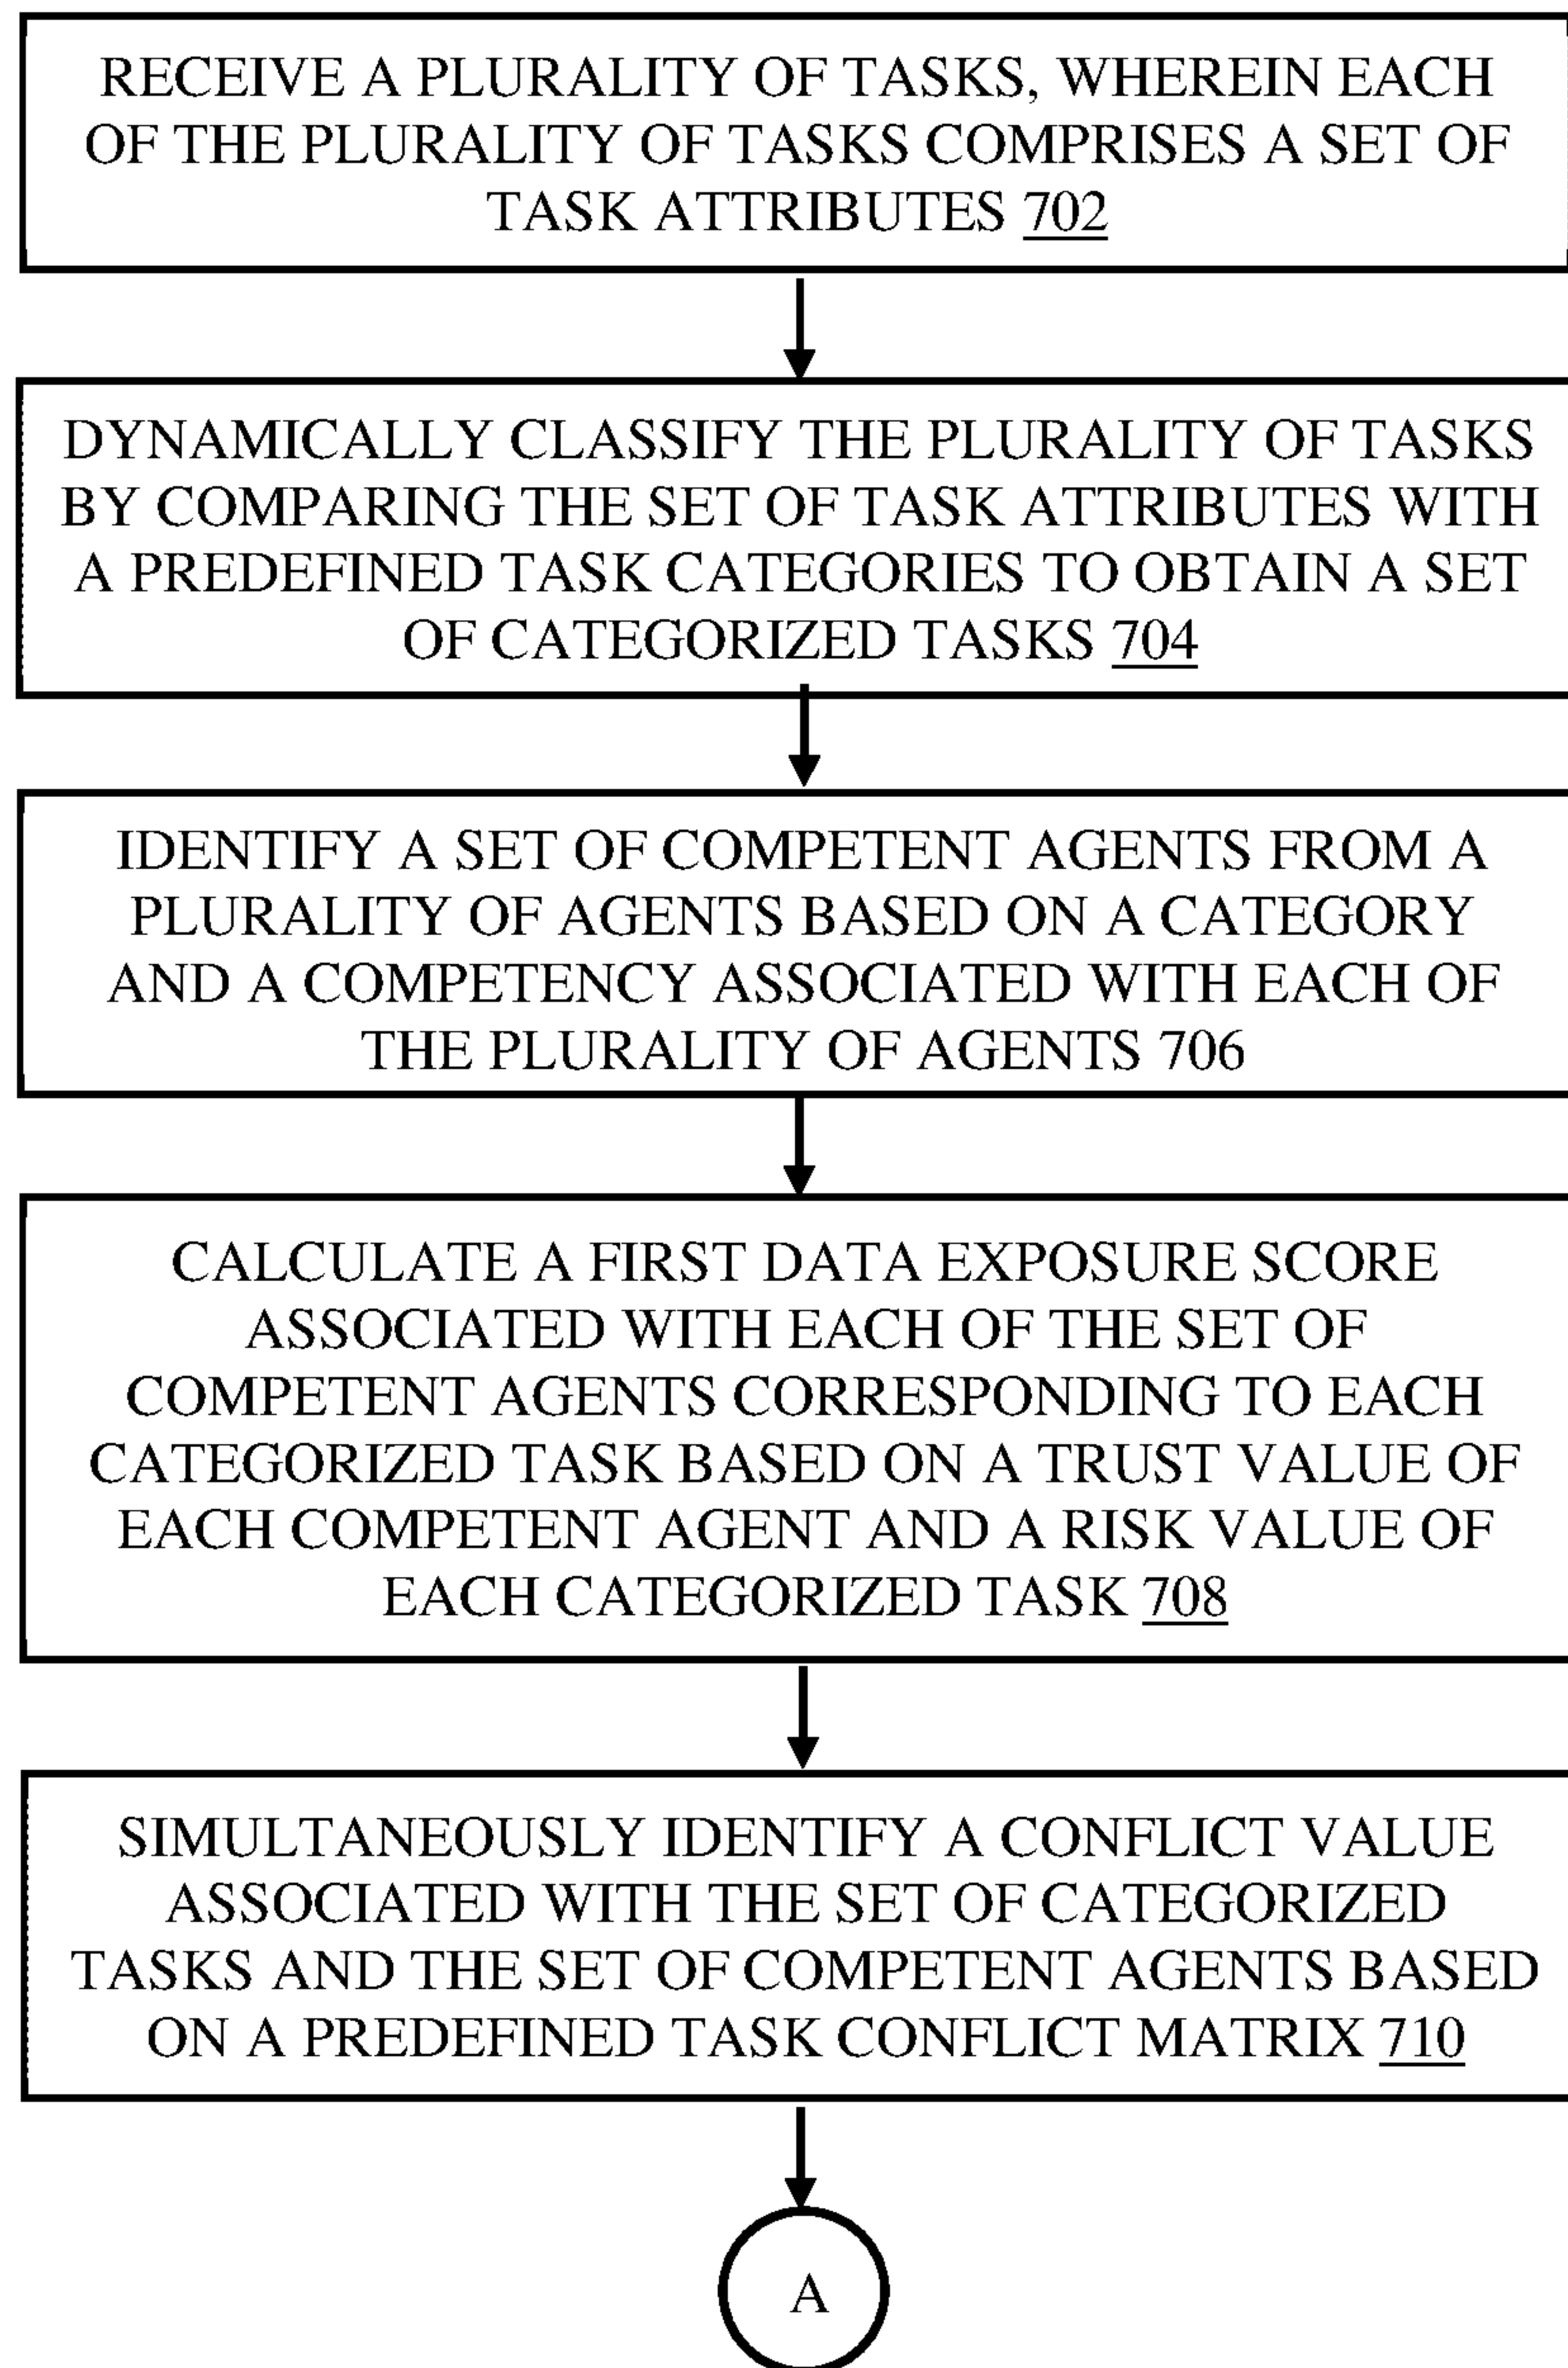 RECEIVE A PLURALITY OF TASKS, WHEREIN EACH
OF THE PLURALITY OF TASKS COMPRISES A SET OF
TASK ATTRIBUTES 702
DYNAMICALLY CLASSIFY THE PLURALITY OF TASKS
BY COMPARING THE SET OF TASK ATTRIBUTES WITH
A PREDEFINED TASK CATEGORIES TO OBTAIN A SET
OF CATEGORIZED TASKS 704
IDENTIFY A SET OF COMPETENT AGENTS FROM A
PLURALITY OF AGENTS BASED ON A CATEGORY
AND A COMPETENCY ASSOCIATED WITH EACH OF
THE PLURALITY OF AGENTS 706
CALCULATE A FIRST DATA EXPOSURE SCORE
ASSOCIATED WITH EACH OF THE SET OF
COMPETENT AGENTS CORRESPONDING TO EACH
CATEGORIZED TASK BASED ON A TRUST VALUE OF
EACH COMPETENT AGENT AND A RISK VALUE OF
EACH CATEGORIZED TASK 708
SIMULTANEOUSLY IDENTIFY A CONFLICT VALUE
ASSOCIATED WITH THE SET OF CATEGORIZED
TASKS AND THE SET OF COMPETENT AGENTS BASED
ON A PREDEFINED TASK CONFLICT MATRIX 710
A